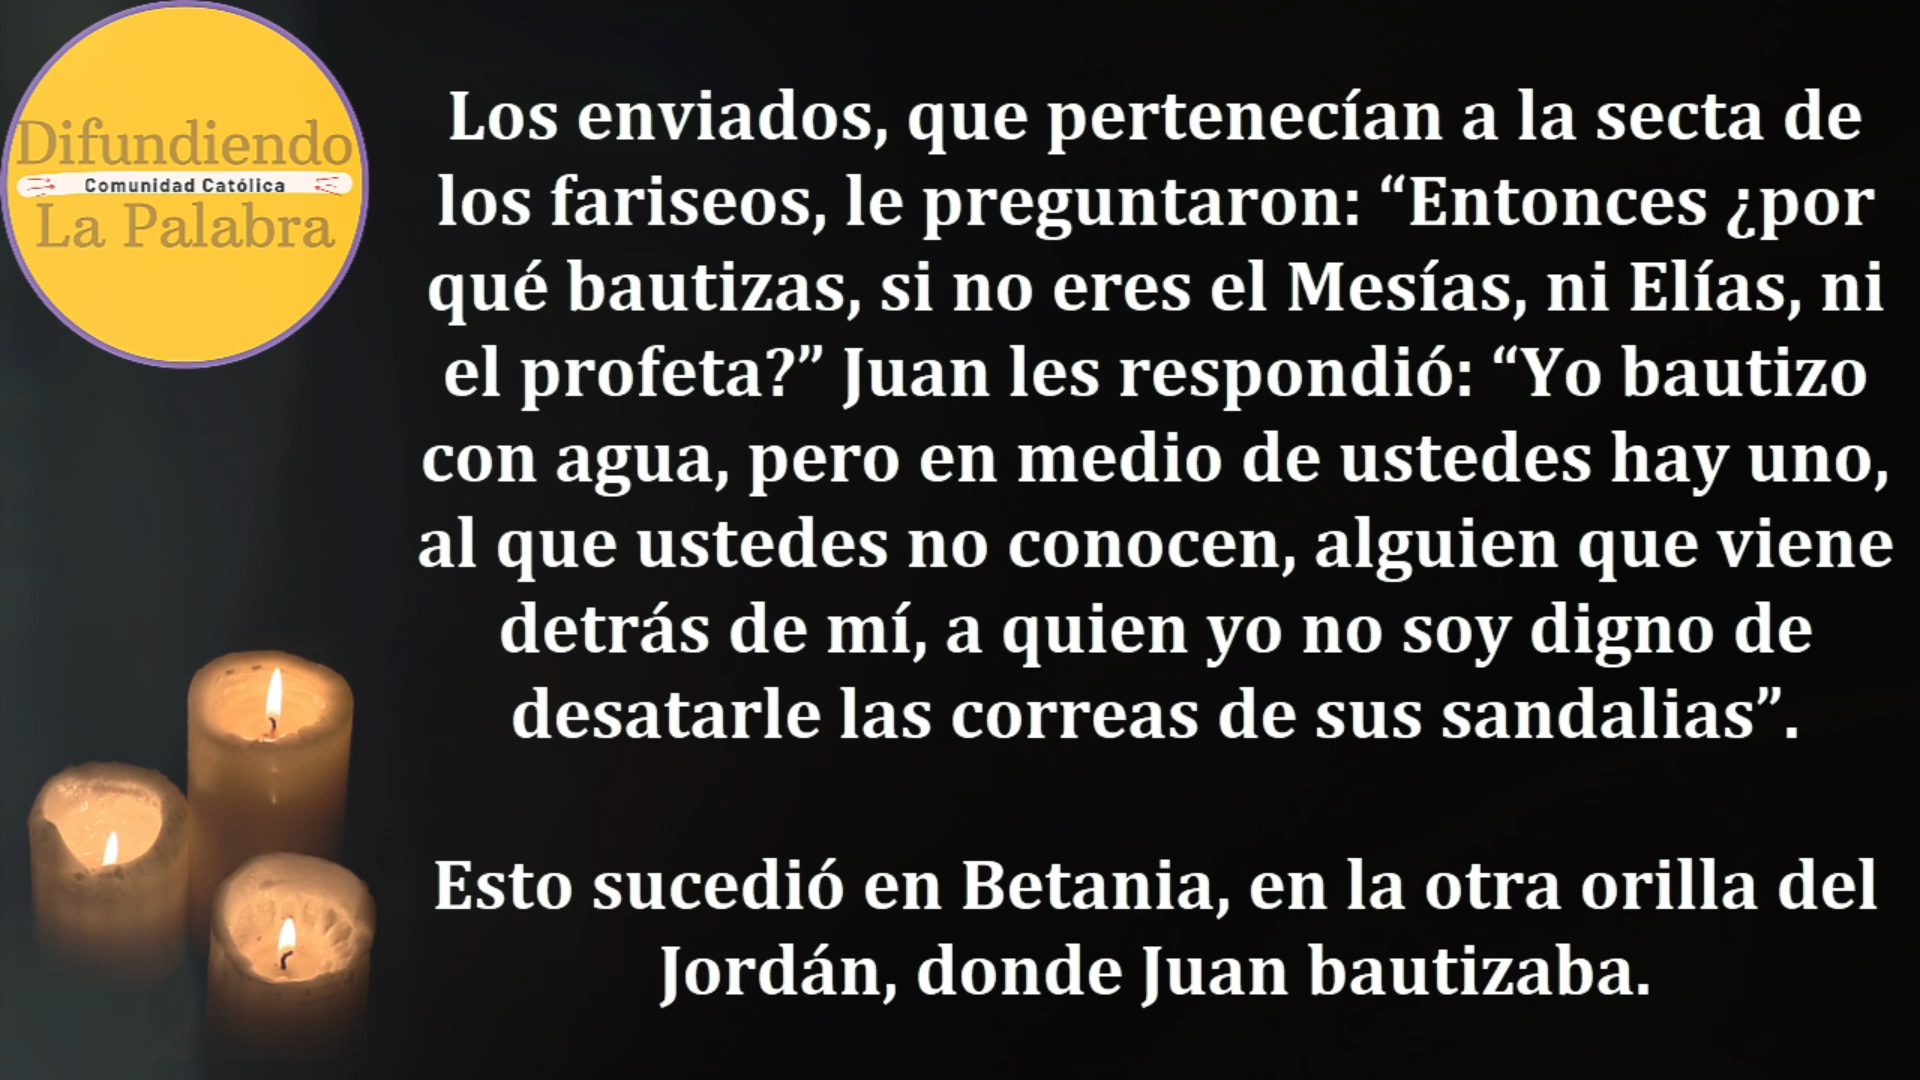 Difundiendo
Comunidad Católica
La Palabra
Los enviados, que pertenecían a la secta de
los fariseos, le preguntaron: “Entonces ¿por
qué bautizas, si no eres el Mesías, ni Elías, ni
el profeta?” Juan les respondió: “Yo bautizo
con agua, pero en medio de ustedes hay uno,
al que ustedes no conocen, alguien que viene
detrás de mí, a quien yo no soy digno de
desatarle las correas de sus sandalias”.
Esto sucedió en Betania, en la otra orilla del
Jordán, donde Juan bautizaba.